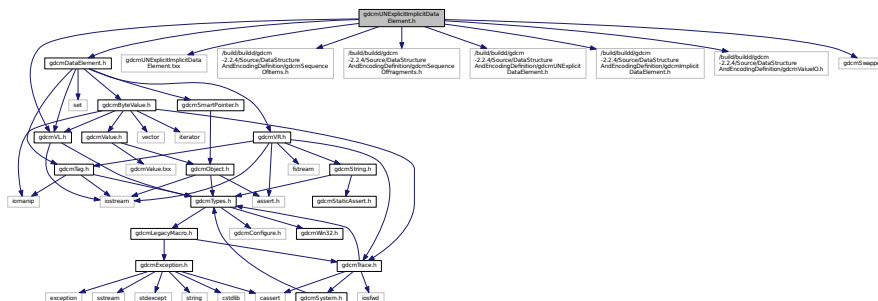 gdcmUNExplicitImplicitData
Element.h
gdcmDataElement.h
gdcmUNExplicitImplicitData
Element.txx
/build/buildd/gdcm
-2.2.4/Source/DataStructure
AndEncodingDefinition/gdcmSequence
OfItems.h
/build/buildd/gdcm
-2.2.4/Source/DataStructure
AndEncodingDefinition/gdcmSequence
OfFragments.h
/build/buildd/gdcm
-2.2.4/Source/DataStructure
AndEncodingDefinition/gdcmUNExplicit
DataElement.h
/build/buildd/gdcm
-2.2.4/Source/DataStructure
AndEncodingDefinition/gdcmImplicit
DataElement.h
/build/buildd/gdcm
-2.2.4/Source/DataStructure
AndEncodingDefinition/gdcmValueIO.h
gdcmSwappe
set
gdcmByteValue.h
gdcmSmartPointer.h
gdcmVL.h
gdcmValue.h
vector
iterator
gdcmVR.h
gdcmTag.h
gdcmValue.txx
gdcmObject.h
fstream
gdcmString.h
iomanip
iostream
gdcmTypes.h
assert.h
gdcmStaticAssert.h
gdcmLegacyMacro.h
gdcmConfigure.h
gdcmWin32.h
gdcmException.h
gdcmTrace.h
exception
sstream
stdexcept
string
cstdlib
cassert
gdcmSystem.h
iosfwd